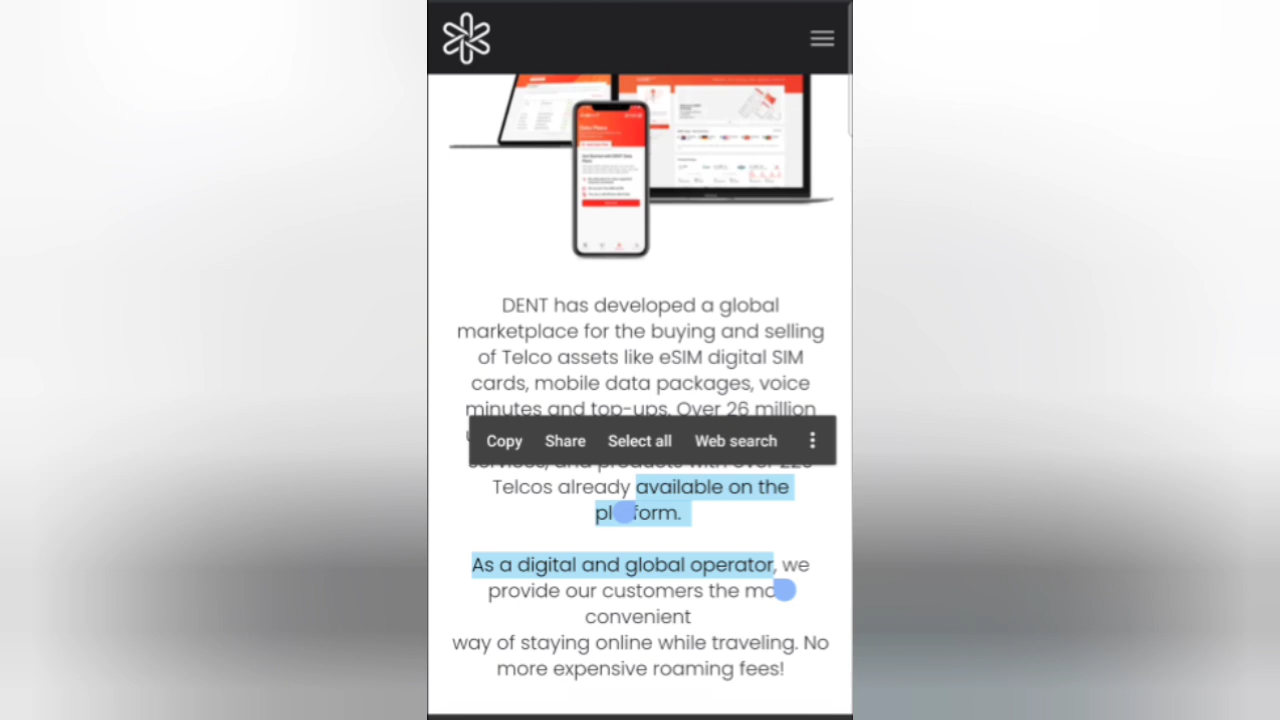 DENT has developed a global
marketplace for the buying and selling
of Telco assets like eSIM digital SIM
cards, mobile data packages, voice
minutes and top-ups. Over 26 million
Copy Share Select all Web search
Telcos already available on the
platform.
As a digital and global operator, we
provide our customers the
convenient
way of staying online while traveling. No
more expensive roaming fees!